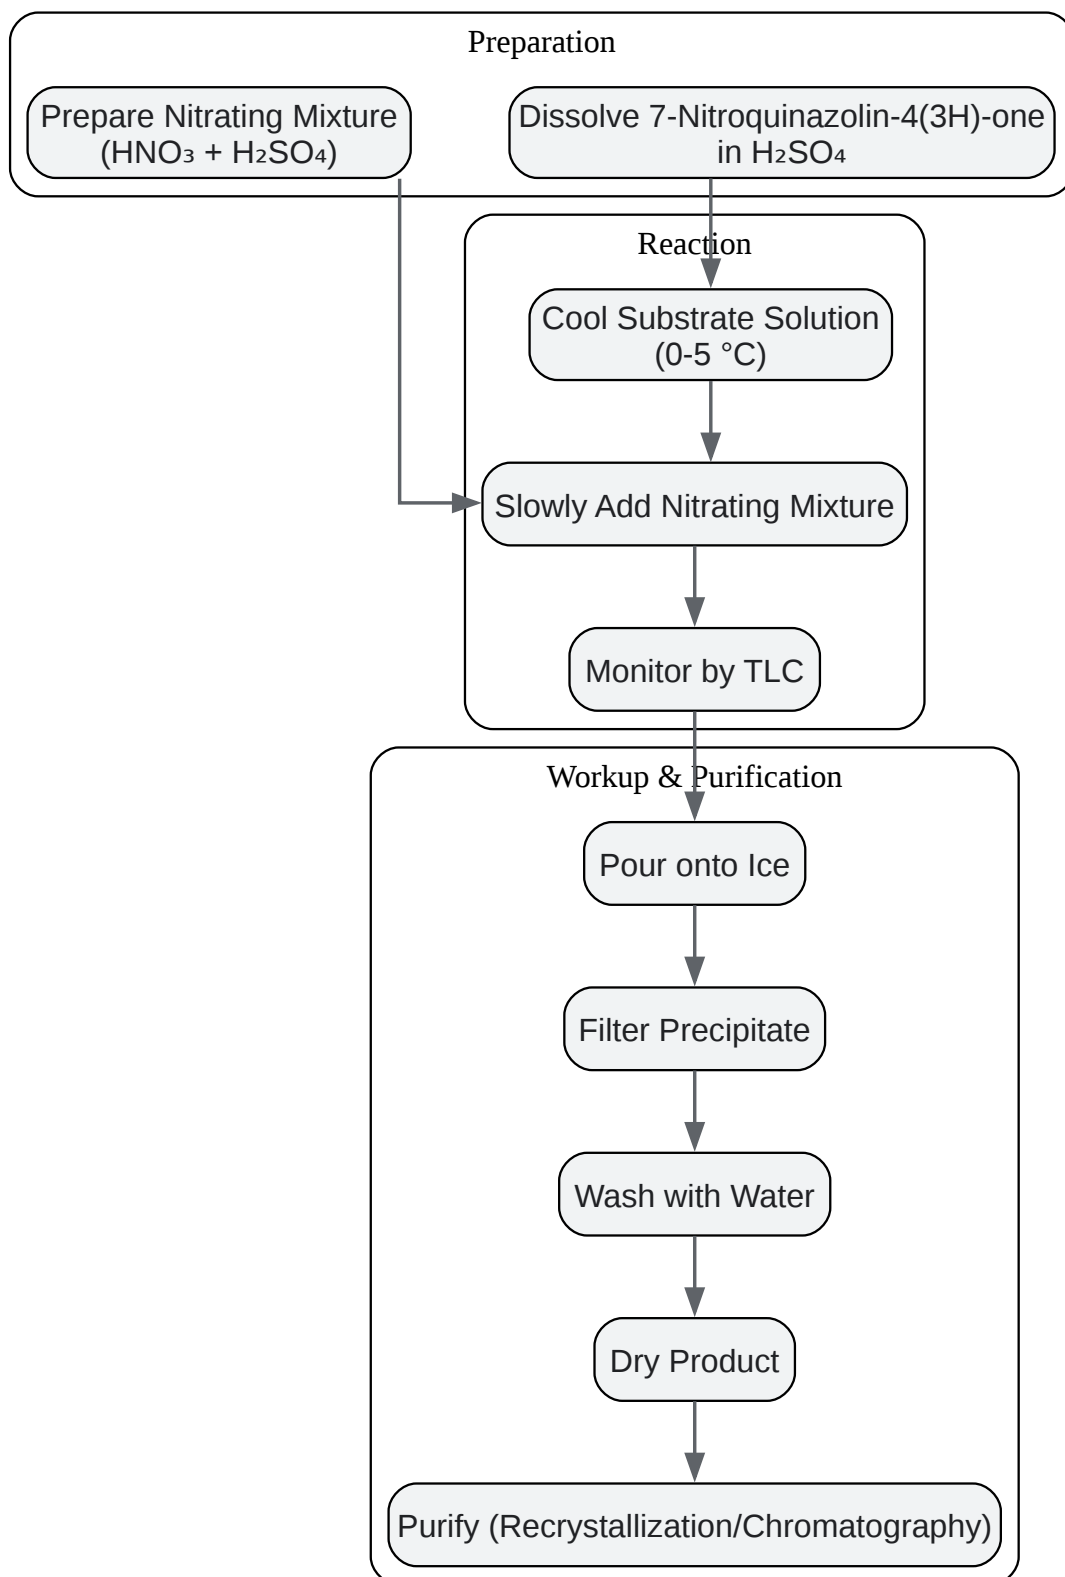 Preparation
Prepare Nitrating Mixture
(HNO₃ + H₂SO₄)
Dissolve 7-Nitroquinazolin-4(3H)-one
in H₂SO₄
Reaction
Cool Substrate Solution
(0-5 °C)
Slowly Add Nitrating Mixture
Monitor by TLC
Workup & Purification
Pour onto Ice
Filter Precipitate
Wash with Water
Dry Product
Purify (Recrystallization/Chromatography)